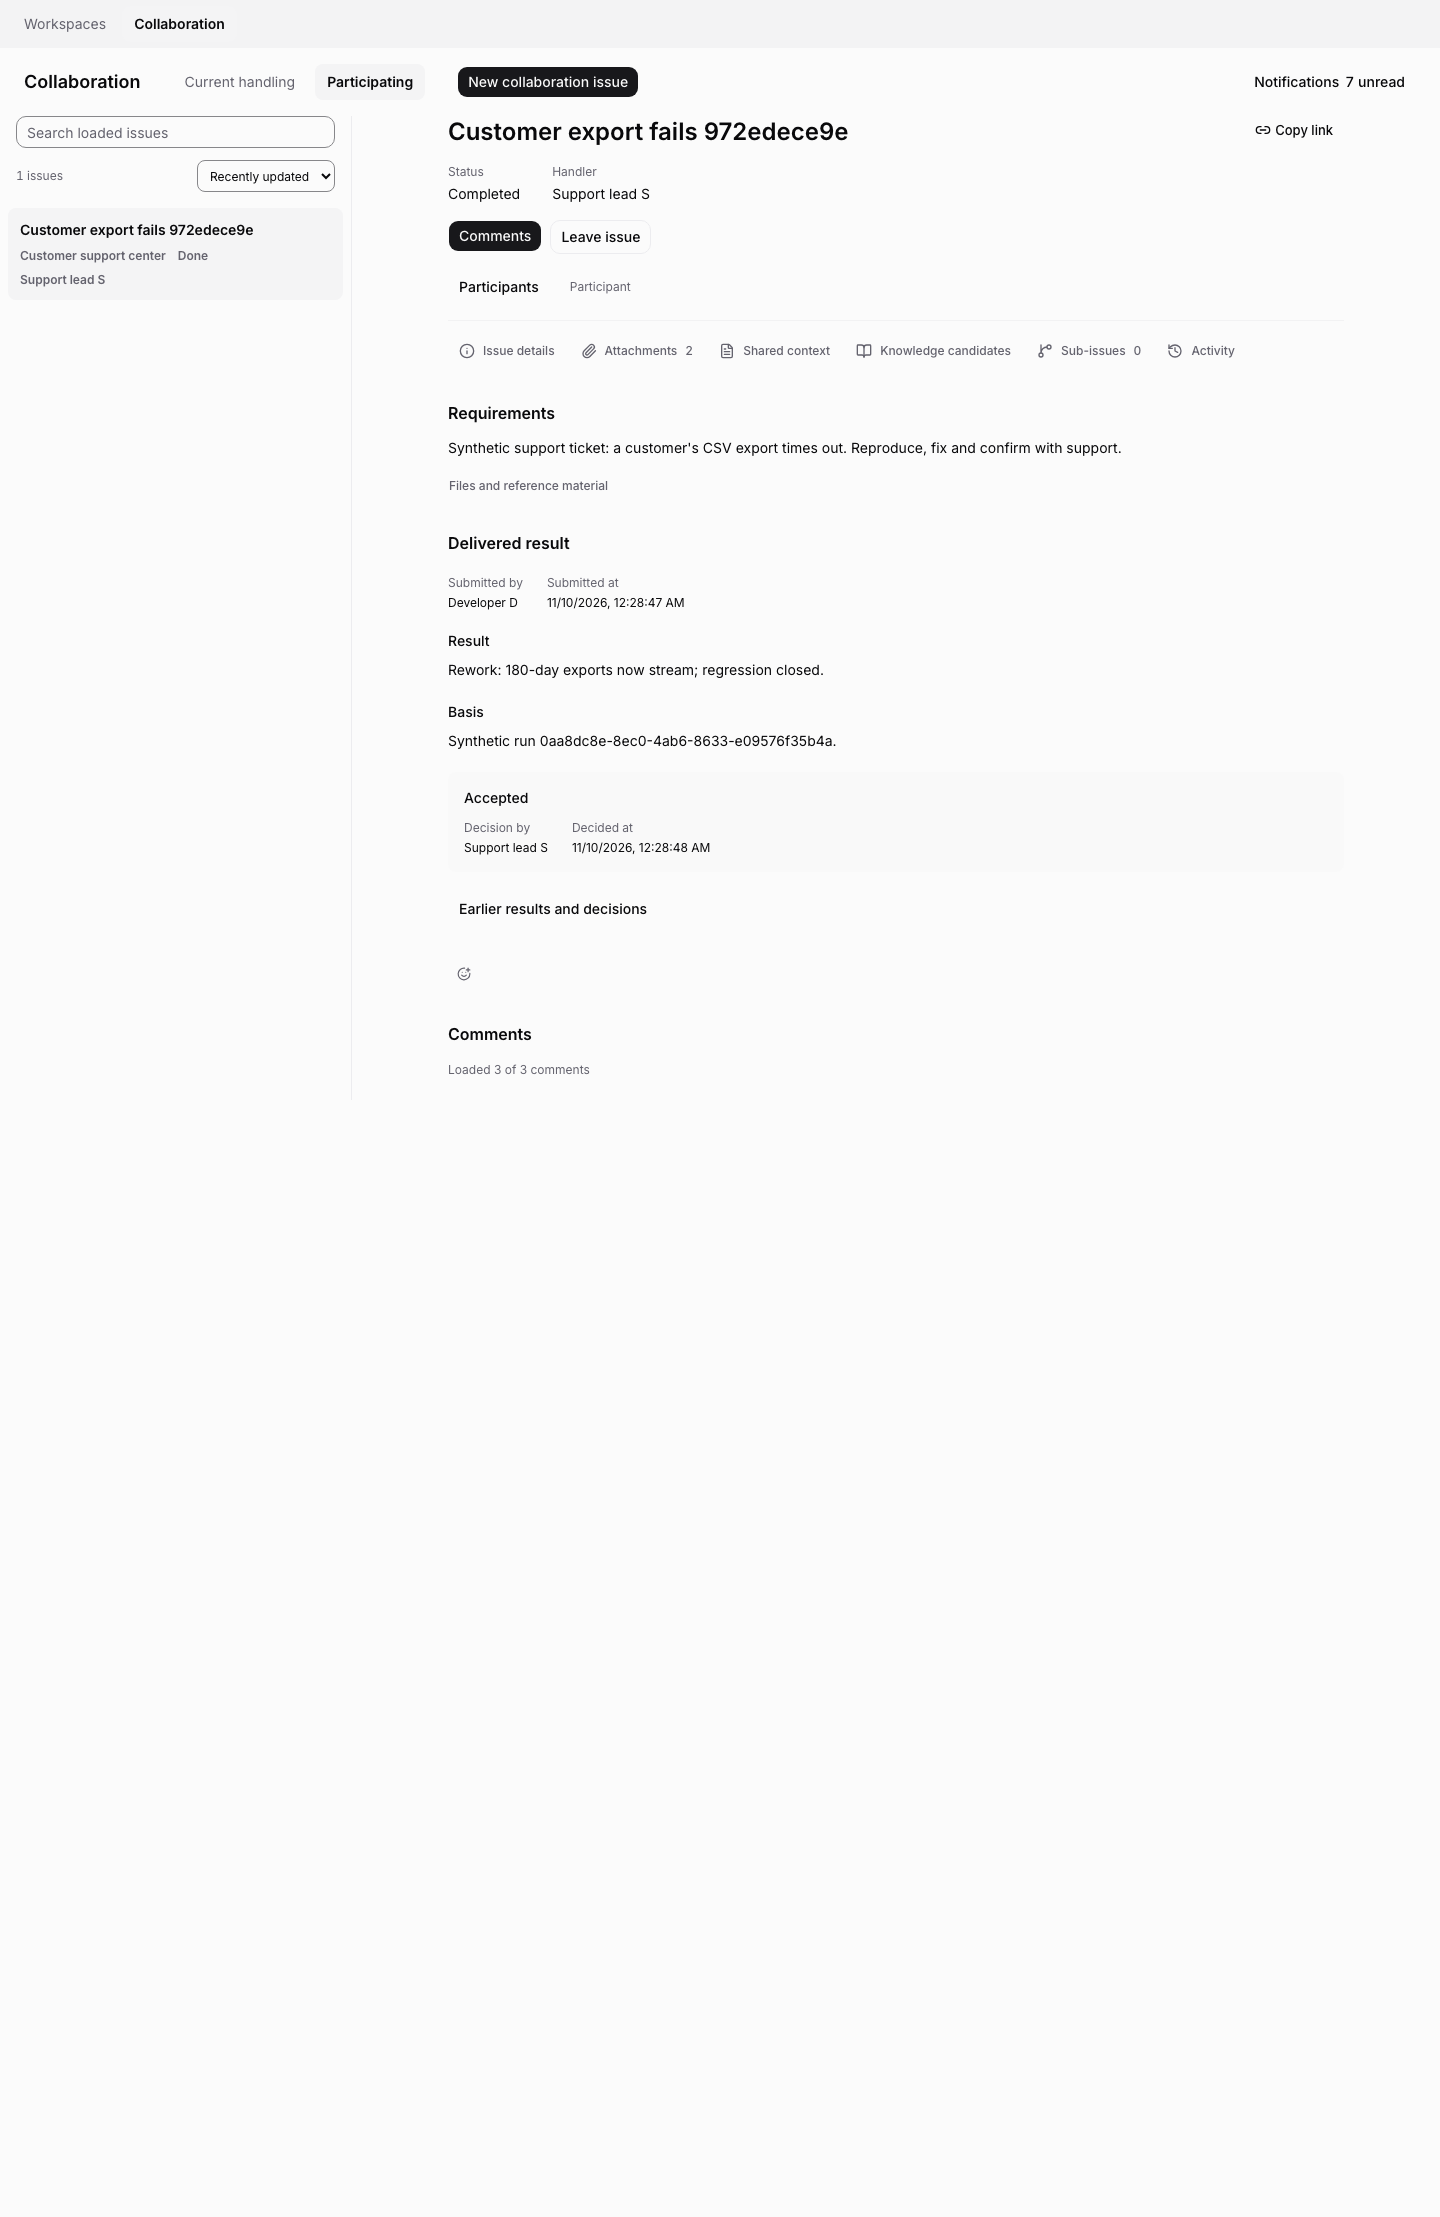 Workspaces Collaboration
Collaboration Current handling Participating New collaboration issue Notifications 7 unread
Search loaded issues
1 issues Recently updated
Customer export fails 972edece9e
Customer support center Done
Support lead S
Customer export fails 972edece9e Copy link
Status Handler
Completed Support lead S
Comments Leave issue
Participants Participant
Issue details Attachments 2 Shared context Knowledge candidates Sub-issues 0 Activity
Requirements
Synthetic support ticket: a customer's CSV export times out. Reproduce, fix and confirm with support.
Files and reference material
Delivered result
Submitted by Submitted at
Developer D 11/10/2026, 12:28:47 AM
Result
Rework: 180-day exports now stream; regression closed.
Basis
Synthetic run 0aa8dc8e-8ec0-4ab6-8633-e09576f35b4a.
Accepted
Decision by Decided at
Support lead S 11/10/2026, 12:28:48 AM
Earlier results and decisions
Comments
Loaded 3 of 3 comments